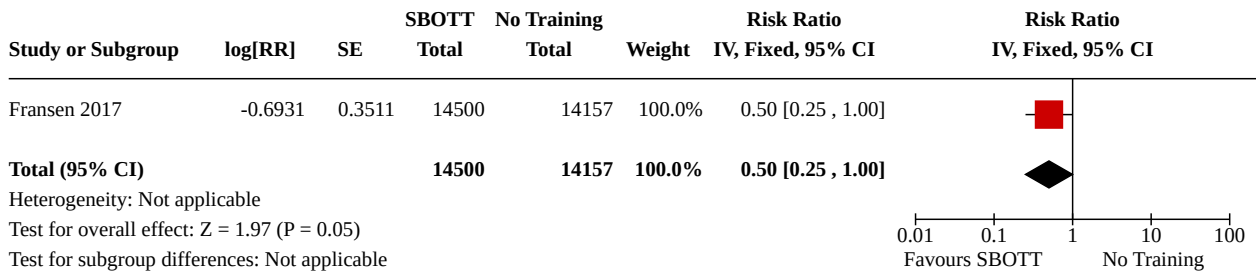 SBOTT No Training Risk Ratio Risk Ratio
Study or Subgroup log[RR] SE Total Total Weight IV, Fixed, 95% CI IV, Fixed, 95% CI
Fransen 2017 -0.6931 0.3511 14500 14157 100.0% 0.50 [0.25 , 1.00]
Total (95% CI) 14500 14157 100.0% 0.50 [0.25 , 1.00]
Heterogeneity: Not applicable
Test for overall effect: Z = 1.97 (P = 0.05)
0.01 0.1 1 10 100
Test for subgroup differences: Not applicable
Favours SBOTT No Training